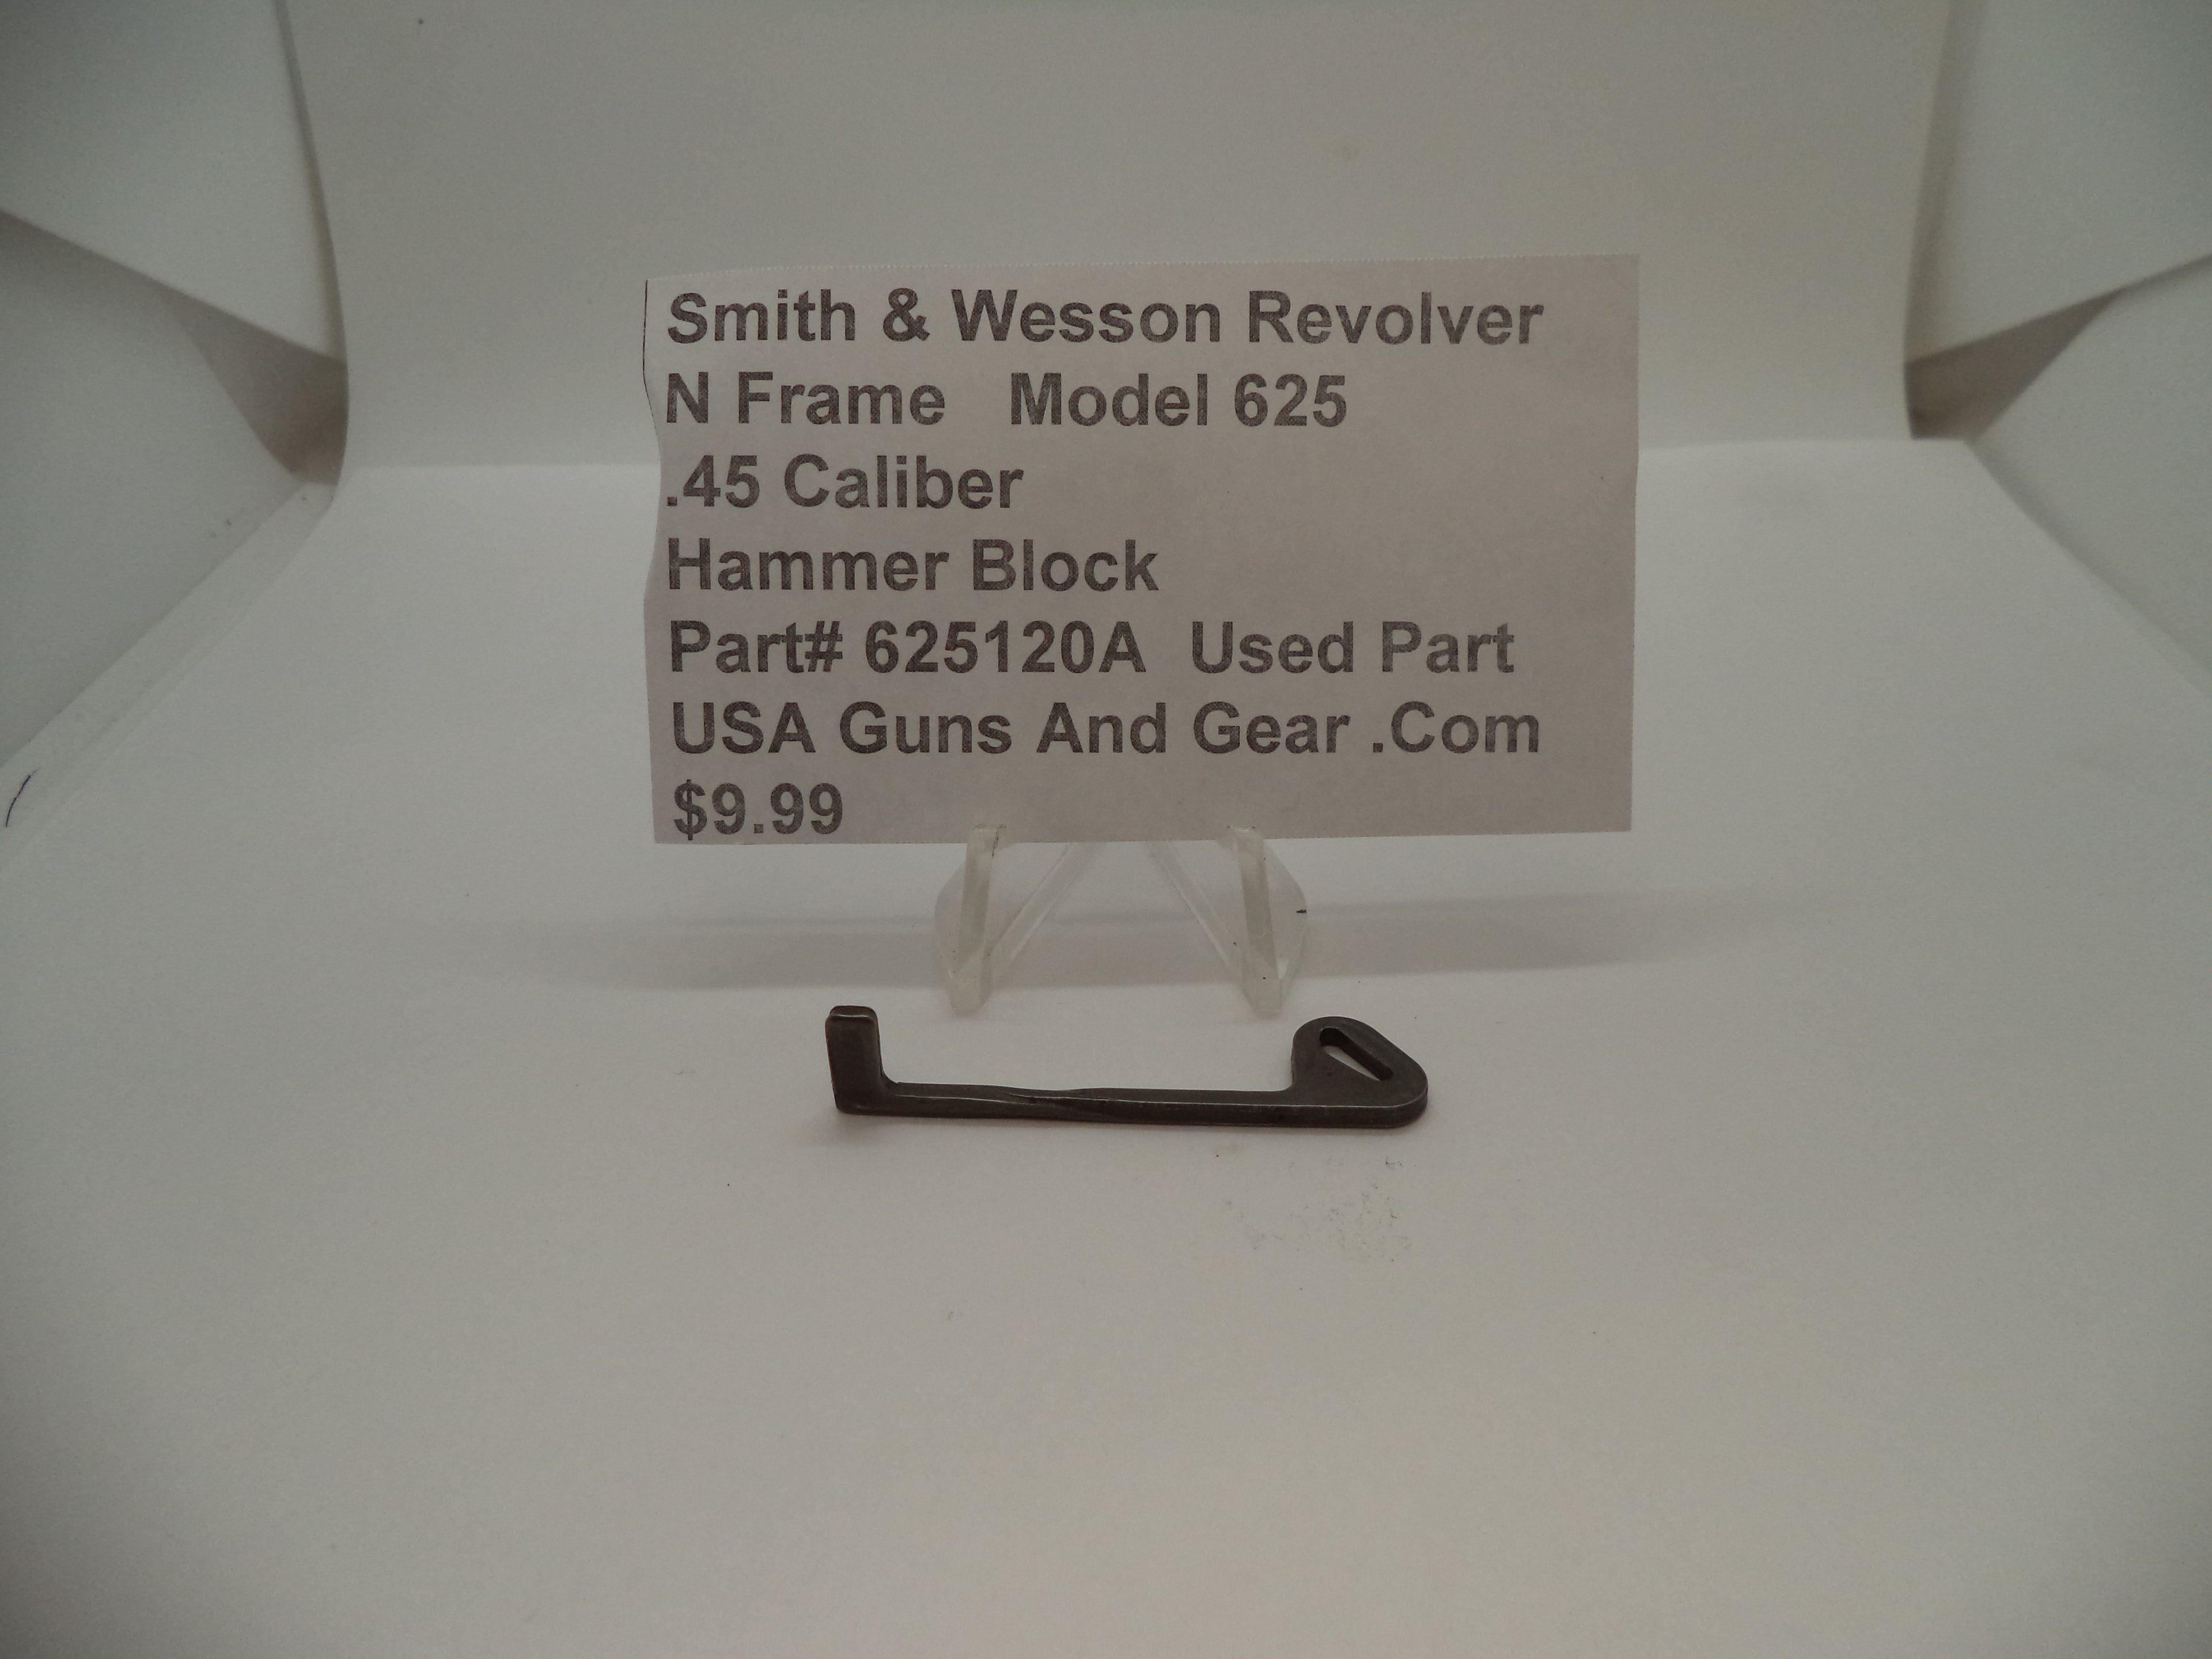 Smith & Wesson Revolver
N Frame Model 625
.45 Caliber
Hammer Block
Part# 625120A Used Part
USA Guns And Gear .Com
$9.99